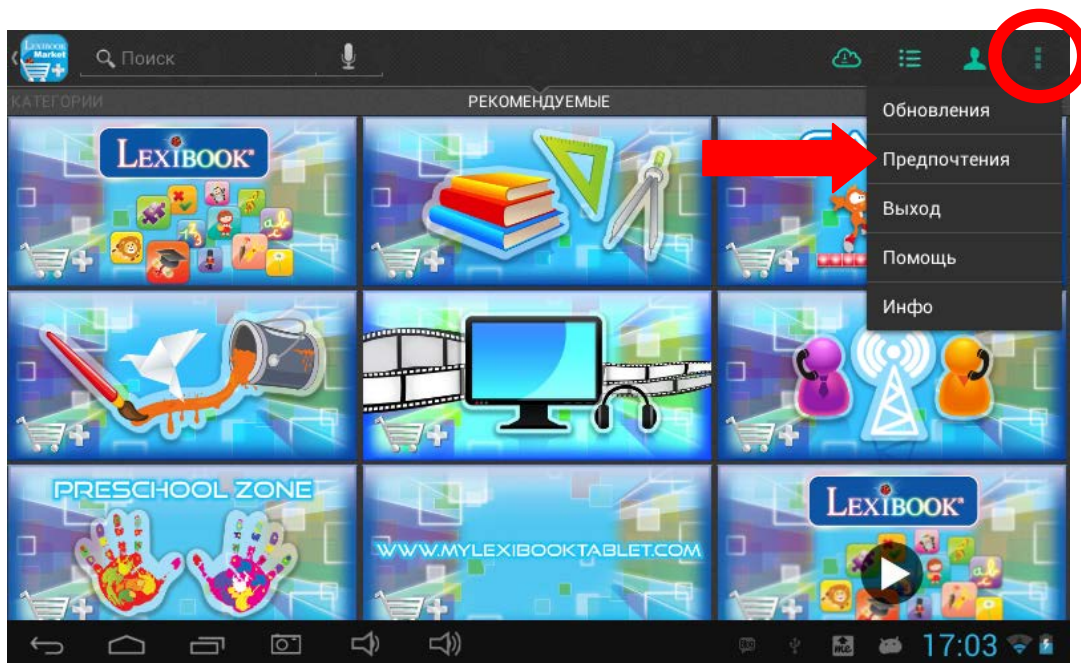 LEXIBOOK
Market
Поиск
КАТЕГОРИИ
РЕКОМЕНДУЕМЫЕ
Обновления
Предпочтения
Выход
Помощь
Инфо
LEXIBOOK®
PRESCHOOL ZONE
WWW.MYLEXIBOOKTABLET.COM
LEXIBOOK®
17:03